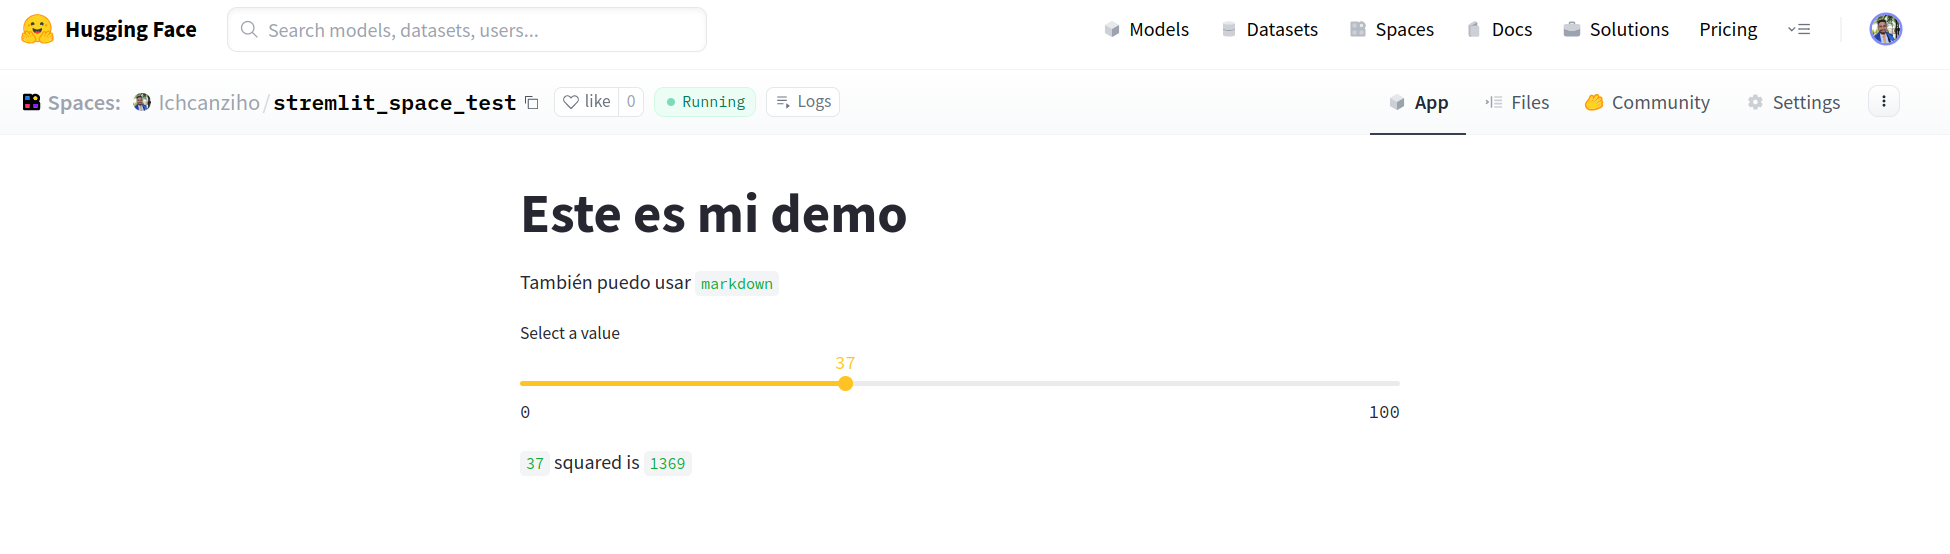 Hugging Face Search models, datasets, users... Models Datasets Spaces Docs Solutions Pricing
Spaces: Ichcanziho/stremlit_space_test like 0 Running Logs App Files Community Settings
Este es mi demo
También puedo usar markdown
Select a value
37
0 100
37 squared is 1369